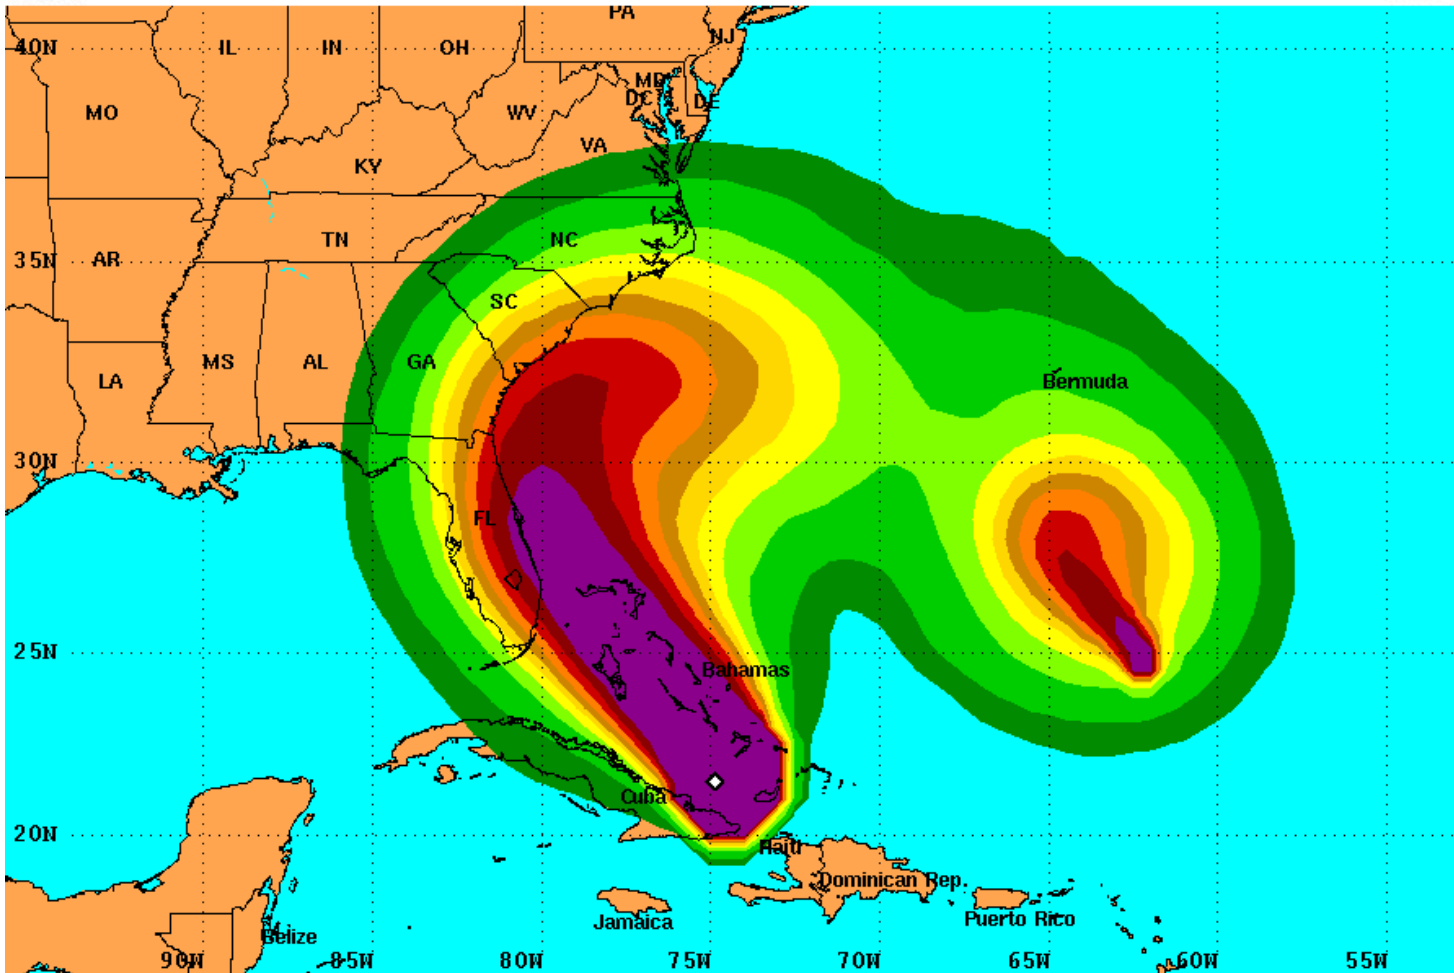 PA
NJ
40N
IL
IN
OH
MD
DC
DE
MO
WV
VA
KY
TN
NC
AR
35N
SC
MS
AL
GA
LA
Bermuda
30N
FL
25N
Bahamas
Cuba
20N
Haiti
Dominican Rep.
Jamaica
Puerto Rico
Belize
90W
85W
80W
75W
70W
65W
60W
55W